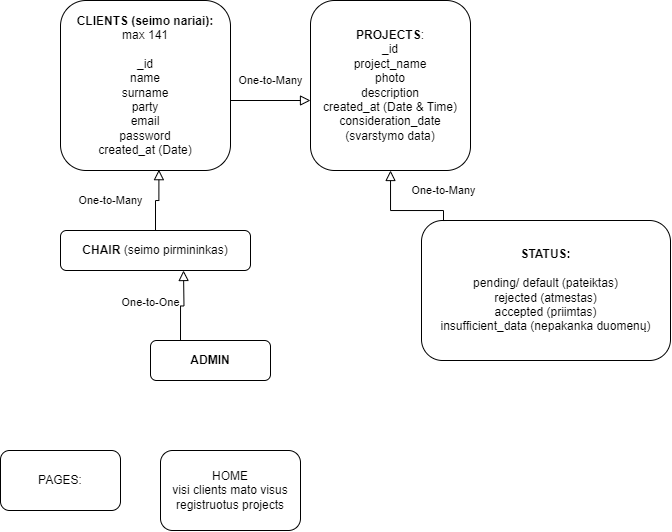 CLIENTS (seimo nariai):
max 141
_id
name
surname
party
email
password
created_at (Date)
One-to-Many
PROJECTS:
_id
project_name
photo
description
created_at (Date & Time)
consideration_date
(svarstymo data)
One-to-Many
One-to-Many
CHAIR (seimo pirmininkas)
STATUS:
pending/ default (pateiktas)
rejected (atmestas)
accepted (priimtas)
insufficient_data (nepakanka duomenų)
One-to-One
ADMIN
PAGES:
HOME
visi clients mato visus
registruotus projects